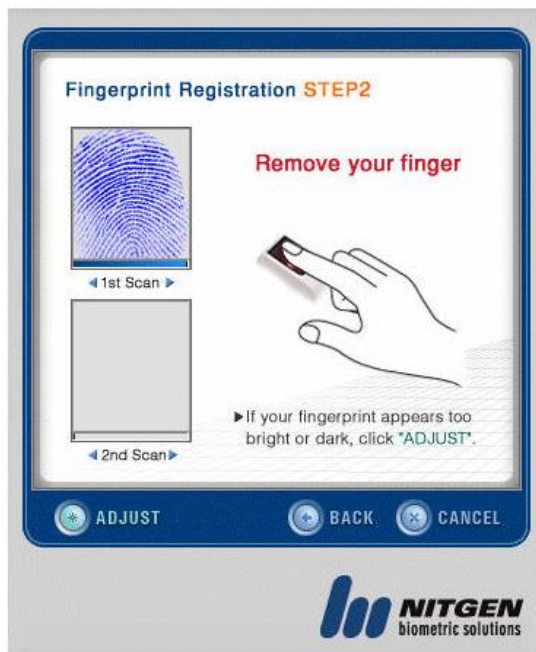 Fingerprint Registration STEP2
Remove your finger
1st Scan
2nd Scan
If your fingerprint appears too
bright or dark, click "ADJUST".
ADJUST
BACK
CANCEL
NITGEN
biometric solutions